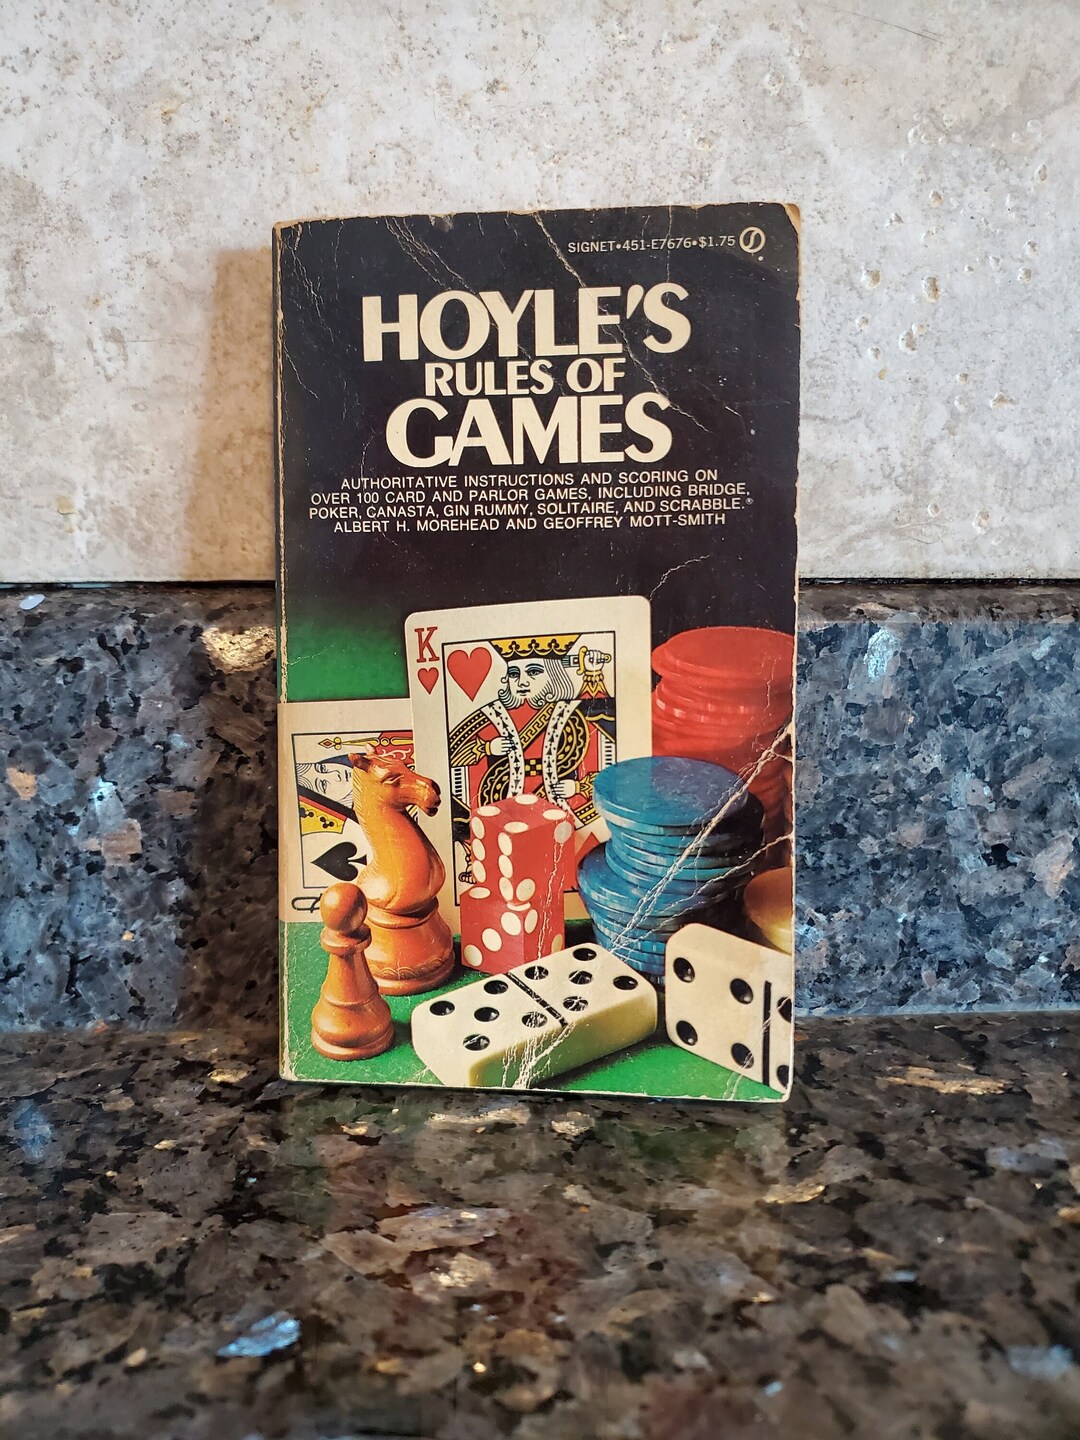 SIGNET•451-E7676•$1.75
HOYLE'S
RULES OF
GAMES
AUTHORITATIVE INSTRUCTIONS AND SCORING ON
OVER 100 CARD AND PARLOR GAMES, INCLUDING BRIDGE,
POKER, CANASTA, GIN RUMMY, SOLITAIRE, AND SCRABBLE.®
ALBERT H. MOREHEAD AND GEOFFREY MOTT-SMITH
K
Q